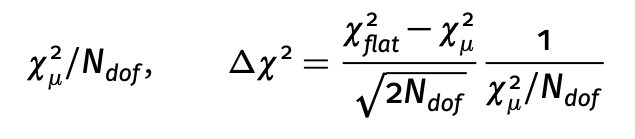 χ²_μ/N_dof, Δχ² = (χ²_flat − χ²_μ)/√(2N_dof) · 1/(χ²_μ/N_dof)